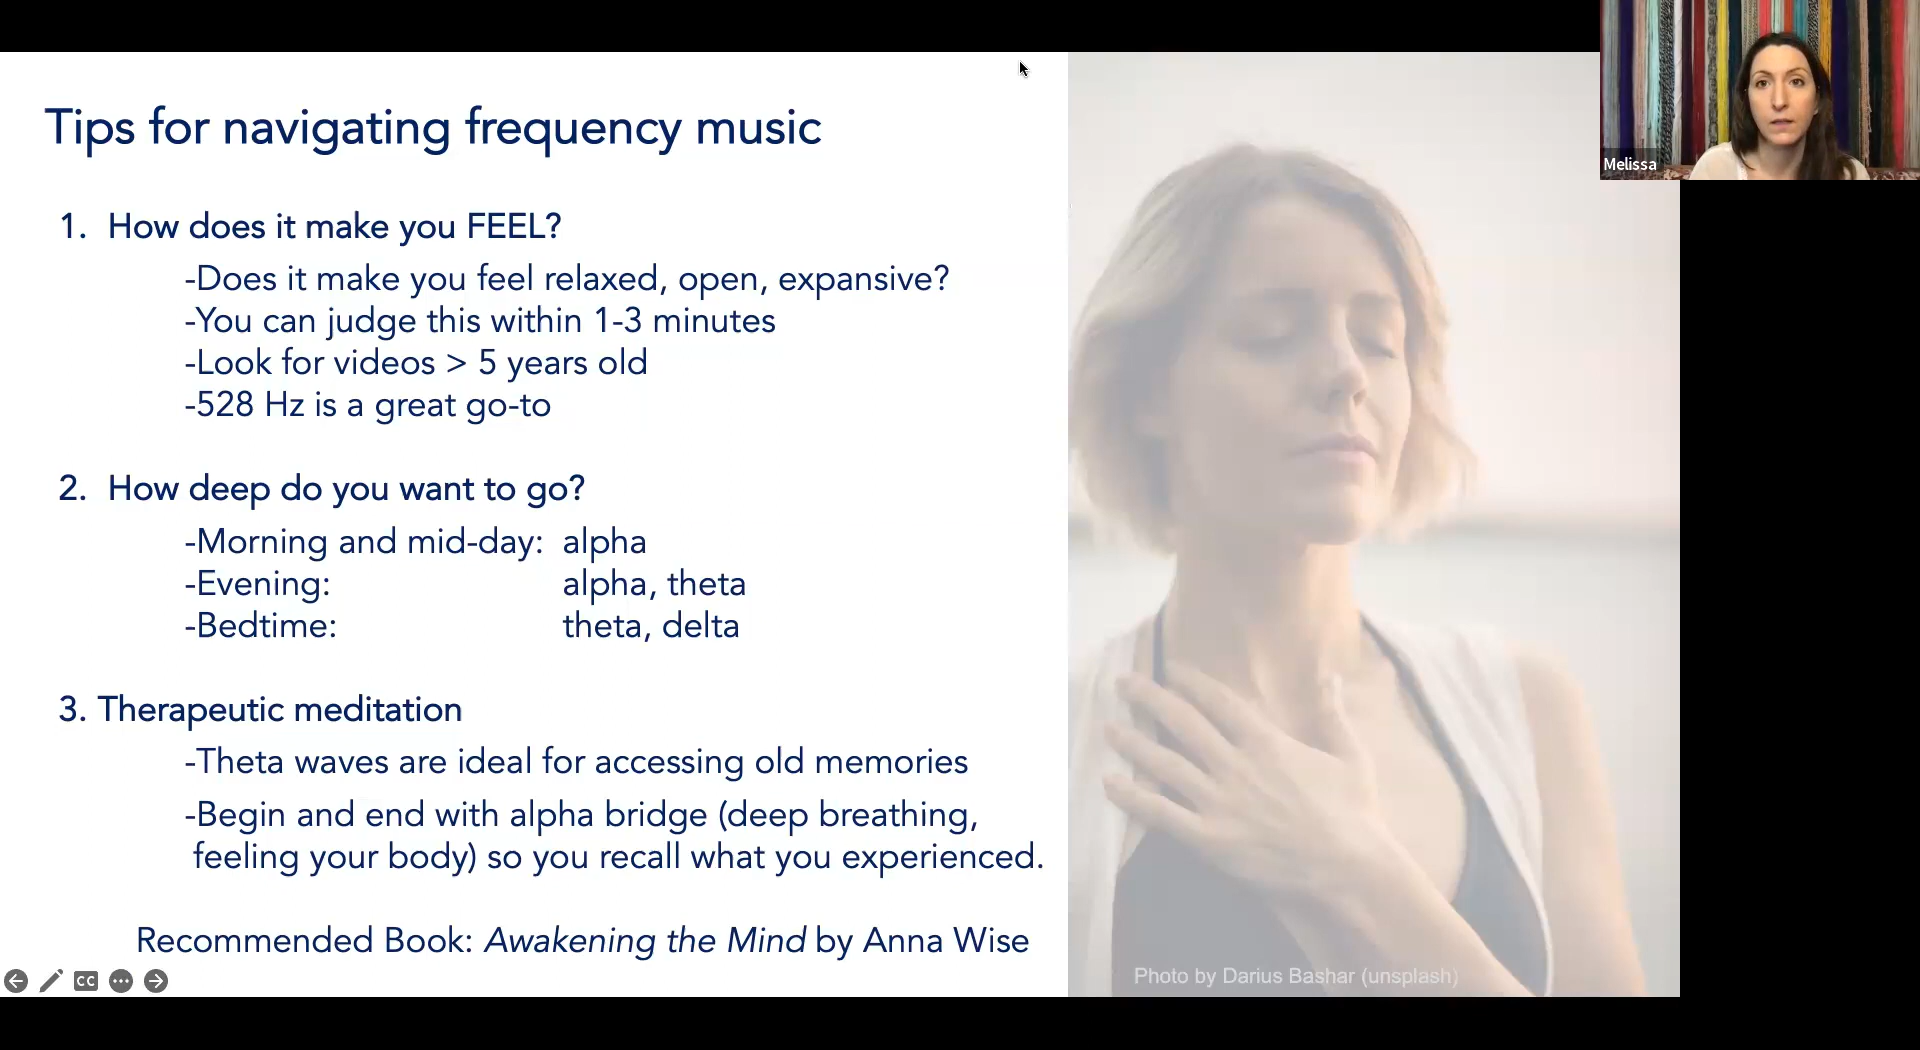 Melissa
Tips for navigating frequency music
1. How does it make you FEEL?
-Does it make you feel relaxed, open, expansive?
-You can judge this within 1-3 minutes
-Look for videos > 5 years old
-528 Hz is a great go-to
2. How deep do you want to go?
-Morning and mid-day: alpha
-Evening: alpha, theta
-Bedtime: theta, delta
3. Therapeutic meditation
-Theta waves are ideal for accessing old memories
-Begin and end with alpha bridge (deep breathing,
feeling your body) so you recall what you experienced.
Recommended Book: Awakening the Mind by Anna Wise
CC
Photo by Darius Bashar (unsplash)